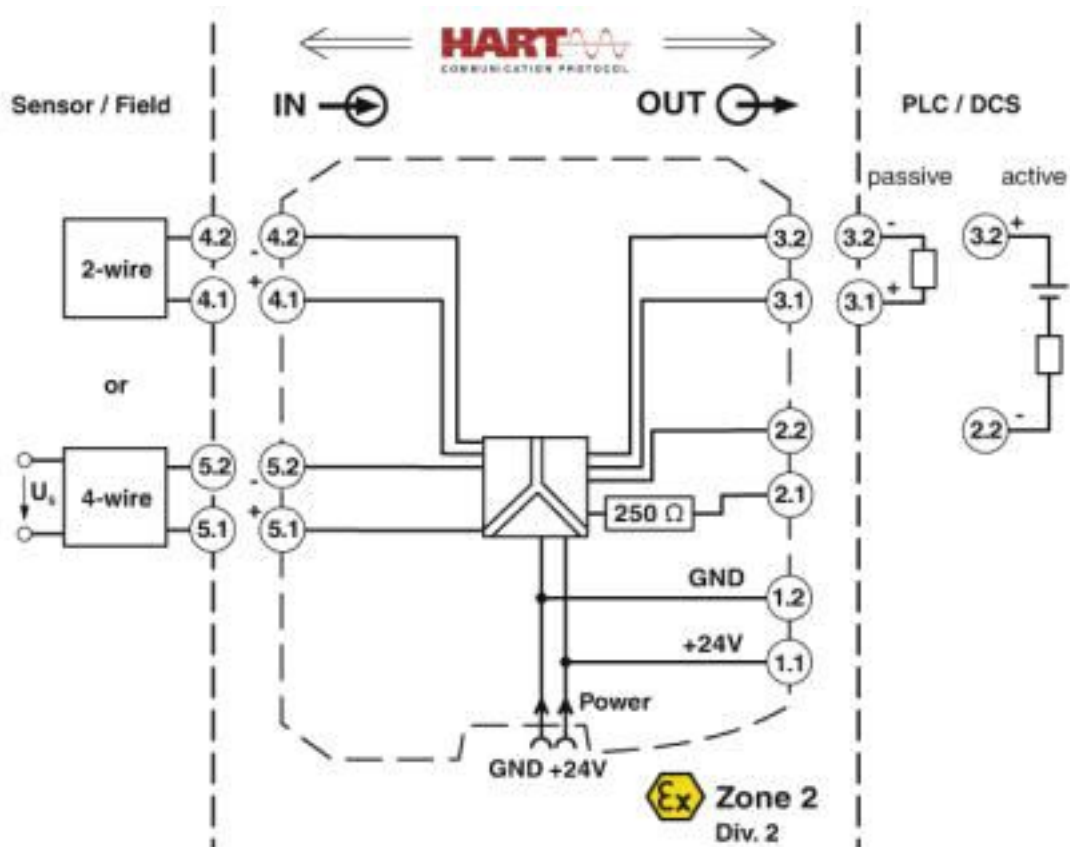 HART
COMMUNICATION PROTOCOL
Sensor / Field
IN
OUT
PLC / DCS
passive
active
2-wire
4.2
4.1
-
+
4.2
4.1
3.2
3.1
3.2 -
3.1 +
3.2 +
2.2 -
or
Us
4-wire
5.2
5.1
-
+
5.2
5.1
2.2
2.1
250 Ω
GND
1.2
+24V
1.1
Power
GND +24V
Ex
Zone 2
Div. 2